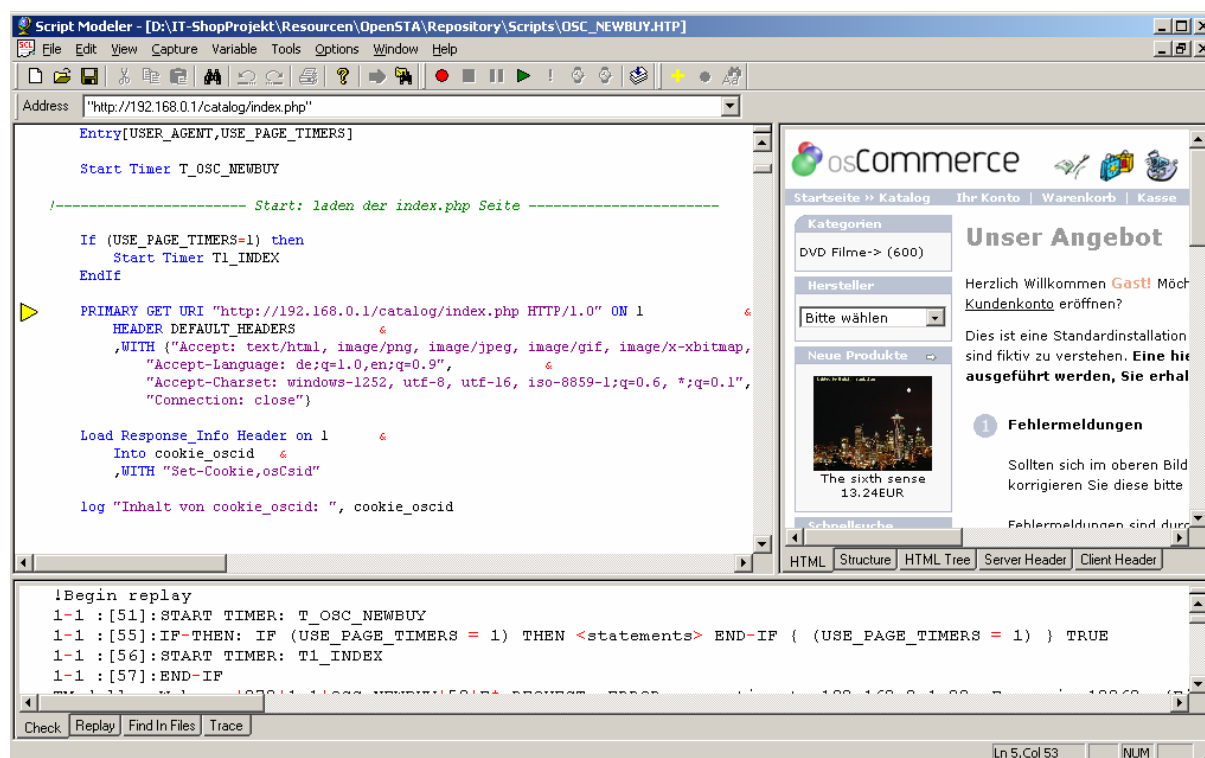 Script Modeler - [D:\IT-ShopProjekt\Resourcen\OpenSTA\Repository\Scripts\OSC_NEWBUY.HTP]
File Edit View Capture Variable Tools Options Window Help
Address "http://192.168.0.1/catalog/index.php"
Entry[USER_AGENT,USE_PAGE_TIMERS]
Start Timer T_OSC_NEWBUY
!----------------------- Start: laden der index.php Seite -----------------------
If (USE_PAGE_TIMERS=1) then
Start Timer T1_INDEX
EndIf
PRIMARY GET URI "http://192.168.0.1/catalog/index.php HTTP/1.0" ON 1 &
HEADER DEFAULT_HEADERS &
,WITH {"Accept: text/html, image/png, image/jpeg, image/gif, image/x-xbitmap,
"Accept-Language: de;q=1.0,en;q=0.9", &
"Accept-Charset: windows-1252, utf-8, utf-16, iso-8859-1;q=0.6, *;q=0.1",
"Connection: close"}
Load Response_Info Header on 1 &
Into cookie_oscid &
,WITH "Set-Cookie,osCsid"
log "Inhalt von cookie_oscid: ", cookie_oscid
osCommerce
Startseite » Katalog Ihr Konto | Warenkorb | Kasse
Kategorien
DVD Filme-> (600)
Hersteller
Bitte wählen
Neue Produkte
The sixth sense
13.24EUR
Schnellsuche
Unser Angebot
Herzlich Willkommen Gast! Möch
Kundenkonto eröffnen?
Dies ist eine Standardinstallation
sind fiktiv zu verstehen. Eine hie
ausgeführt werden, Sie erhal
1 Fehlermeldungen
Sollten sich im oberen Bild
korrigieren Sie diese bitte
Fehlermeldungen sind durc
HTML Structure HTML Tree Server Header Client Header
!Begin replay
1-1 :[51]:START TIMER: T_OSC_NEWBUY
1-1 :[55]:IF-THEN: IF (USE_PAGE_TIMERS = 1) THEN <statements> END-IF { (USE_PAGE_TIMERS = 1) } TRUE
1-1 :[56]:START TIMER: T1_INDEX
1-1 :[57]:END-IF
Check Replay Find In Files Trace
Ln 5, Col 53 NUM